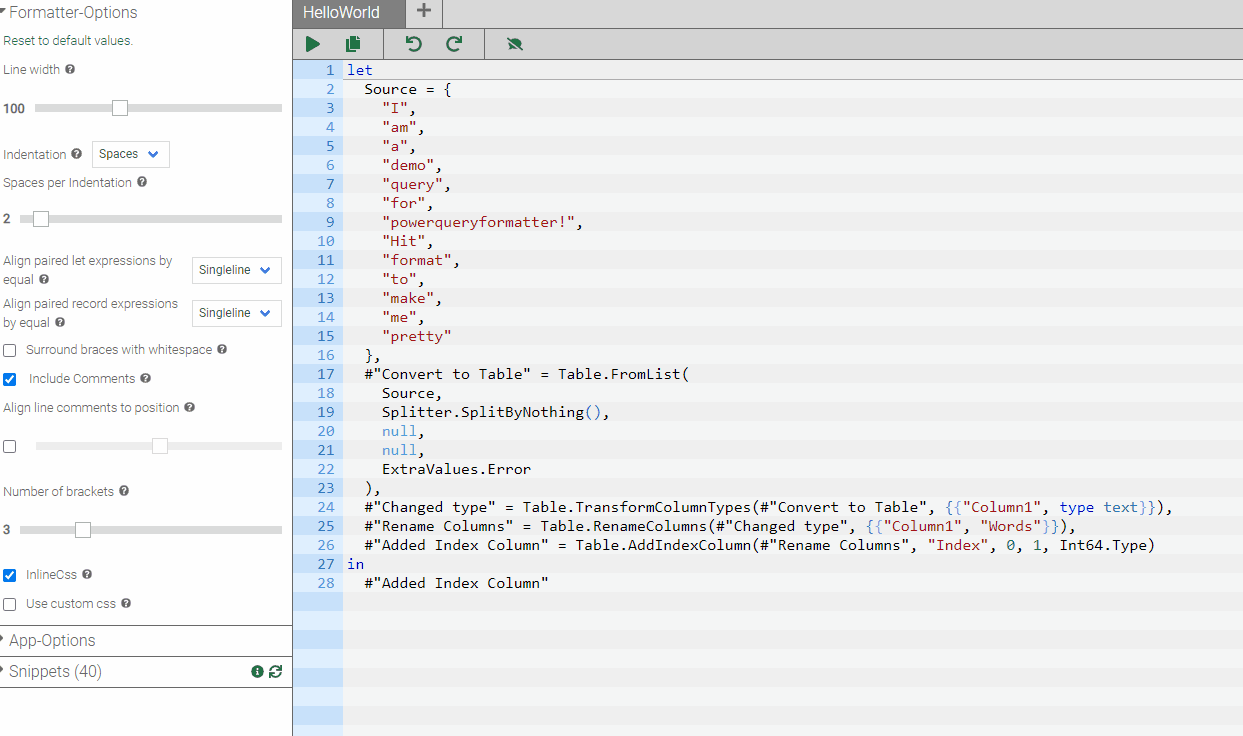 Formatter-Options
Reset to default values.
Line width
100
Indentation Spaces
Spaces per Indentation
2
Align paired let expressions by equal Singleline
Align paired record expressions by equal Singleline
Surround braces with whitespace
Include Comments
Align line comments to position
Number of brackets
3
InlineCss
Use custom css
App-Options
Snippets (40)
HelloWorld
1 let
2   Source = {
3     "I",
4     "am",
5     "a",
6     "demo",
7     "query",
8     "for",
9     "powerqueryformatter!",
10     "Hit",
11     "format",
12     "to",
13     "make",
14     "me",
15     "pretty"
16   },
17   #"Convert to Table" = Table.FromList(
18     Source,
19     Splitter.SplitByNothing(),
20     null,
21     null,
22     ExtraValues.Error
23   ),
24   #"Changed type" = Table.TransformColumnTypes(#"Convert to Table", {{"Column1", type text}}),
25   #"Rename Columns" = Table.RenameColumns(#"Changed type", {{"Column1", "Words"}}),
26   #"Added Index Column" = Table.AddIndexColumn(#"Rename Columns", "Index", 0, 1, Int64.Type)
27 in
28   #"Added Index Column"